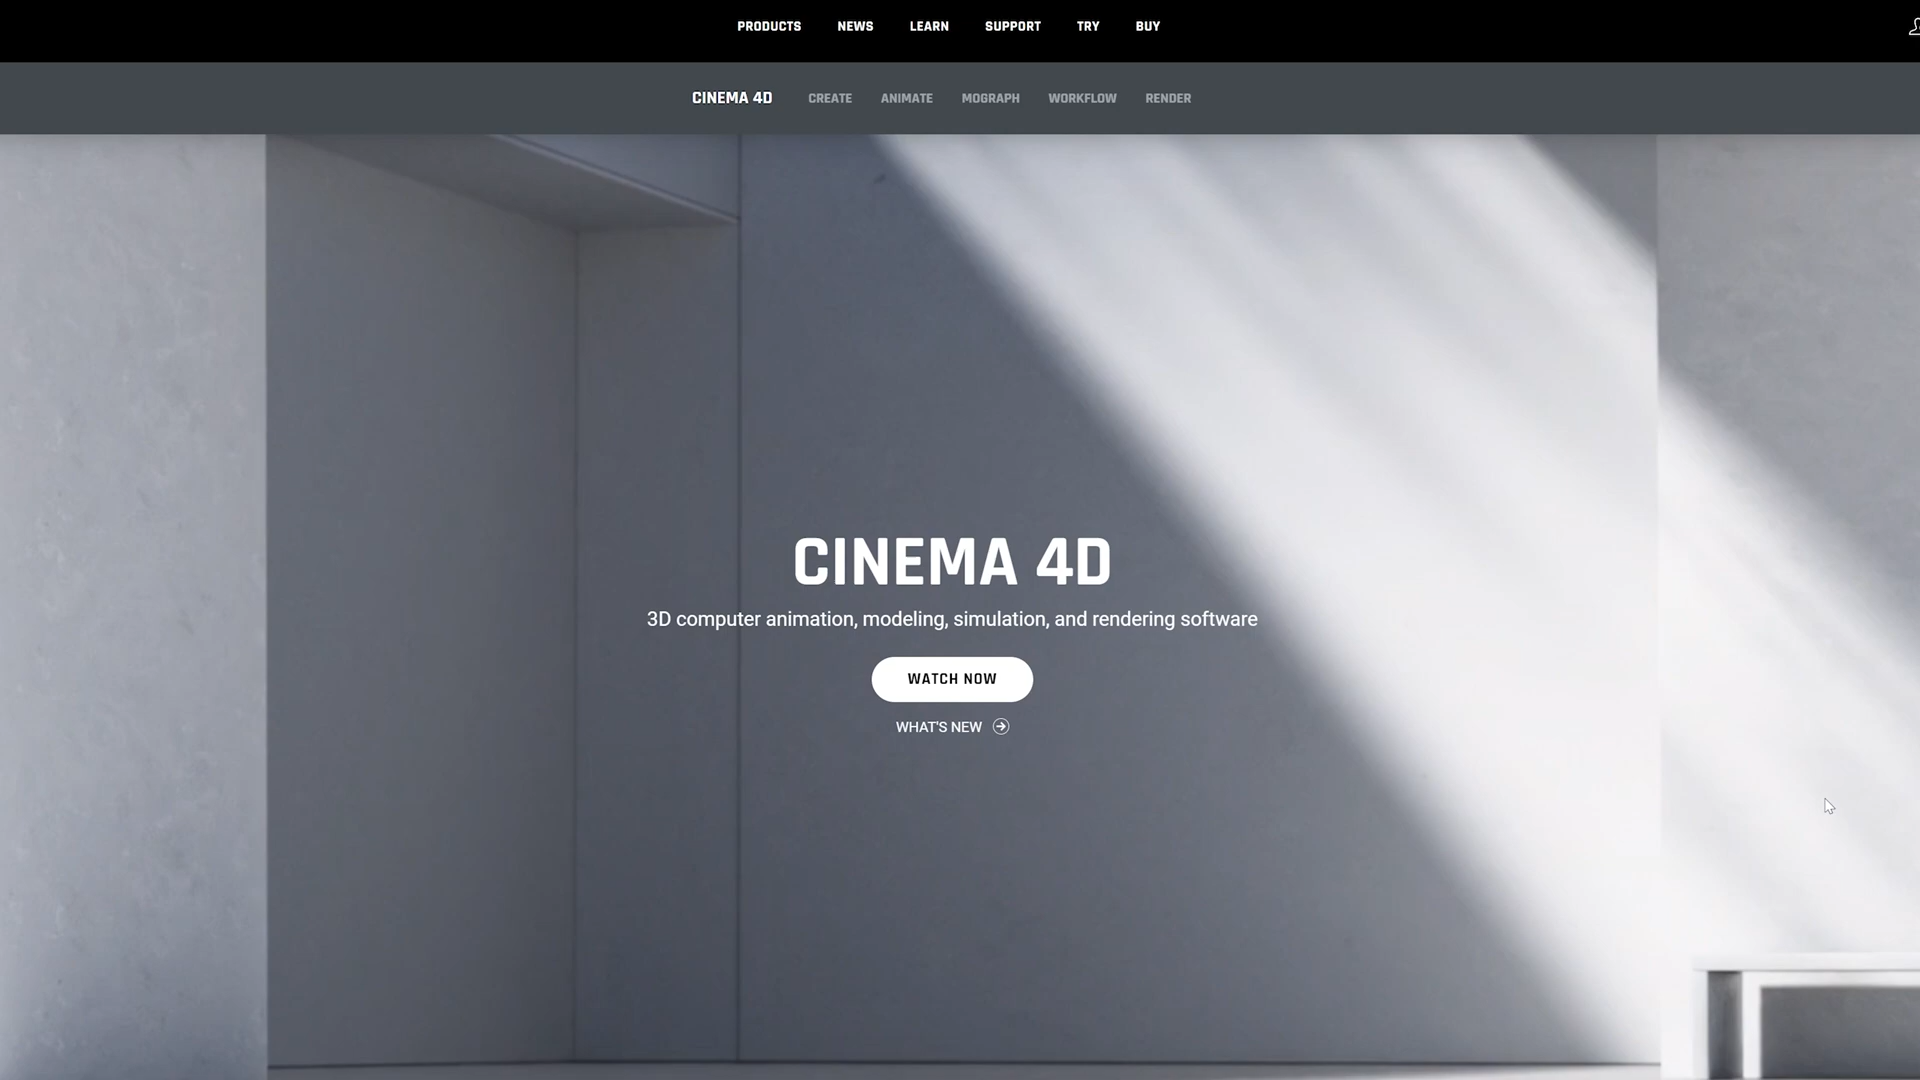 PRODUCTS NEWS LEARN SUPPORT TRY BUY
CINEMA 4D CREATE ANIMATE MOGRAPH WORKFLOW RENDER
CINEMA 4D
3D computer animation, modeling, simulation, and rendering software
WATCH NOW
WHAT'S NEW